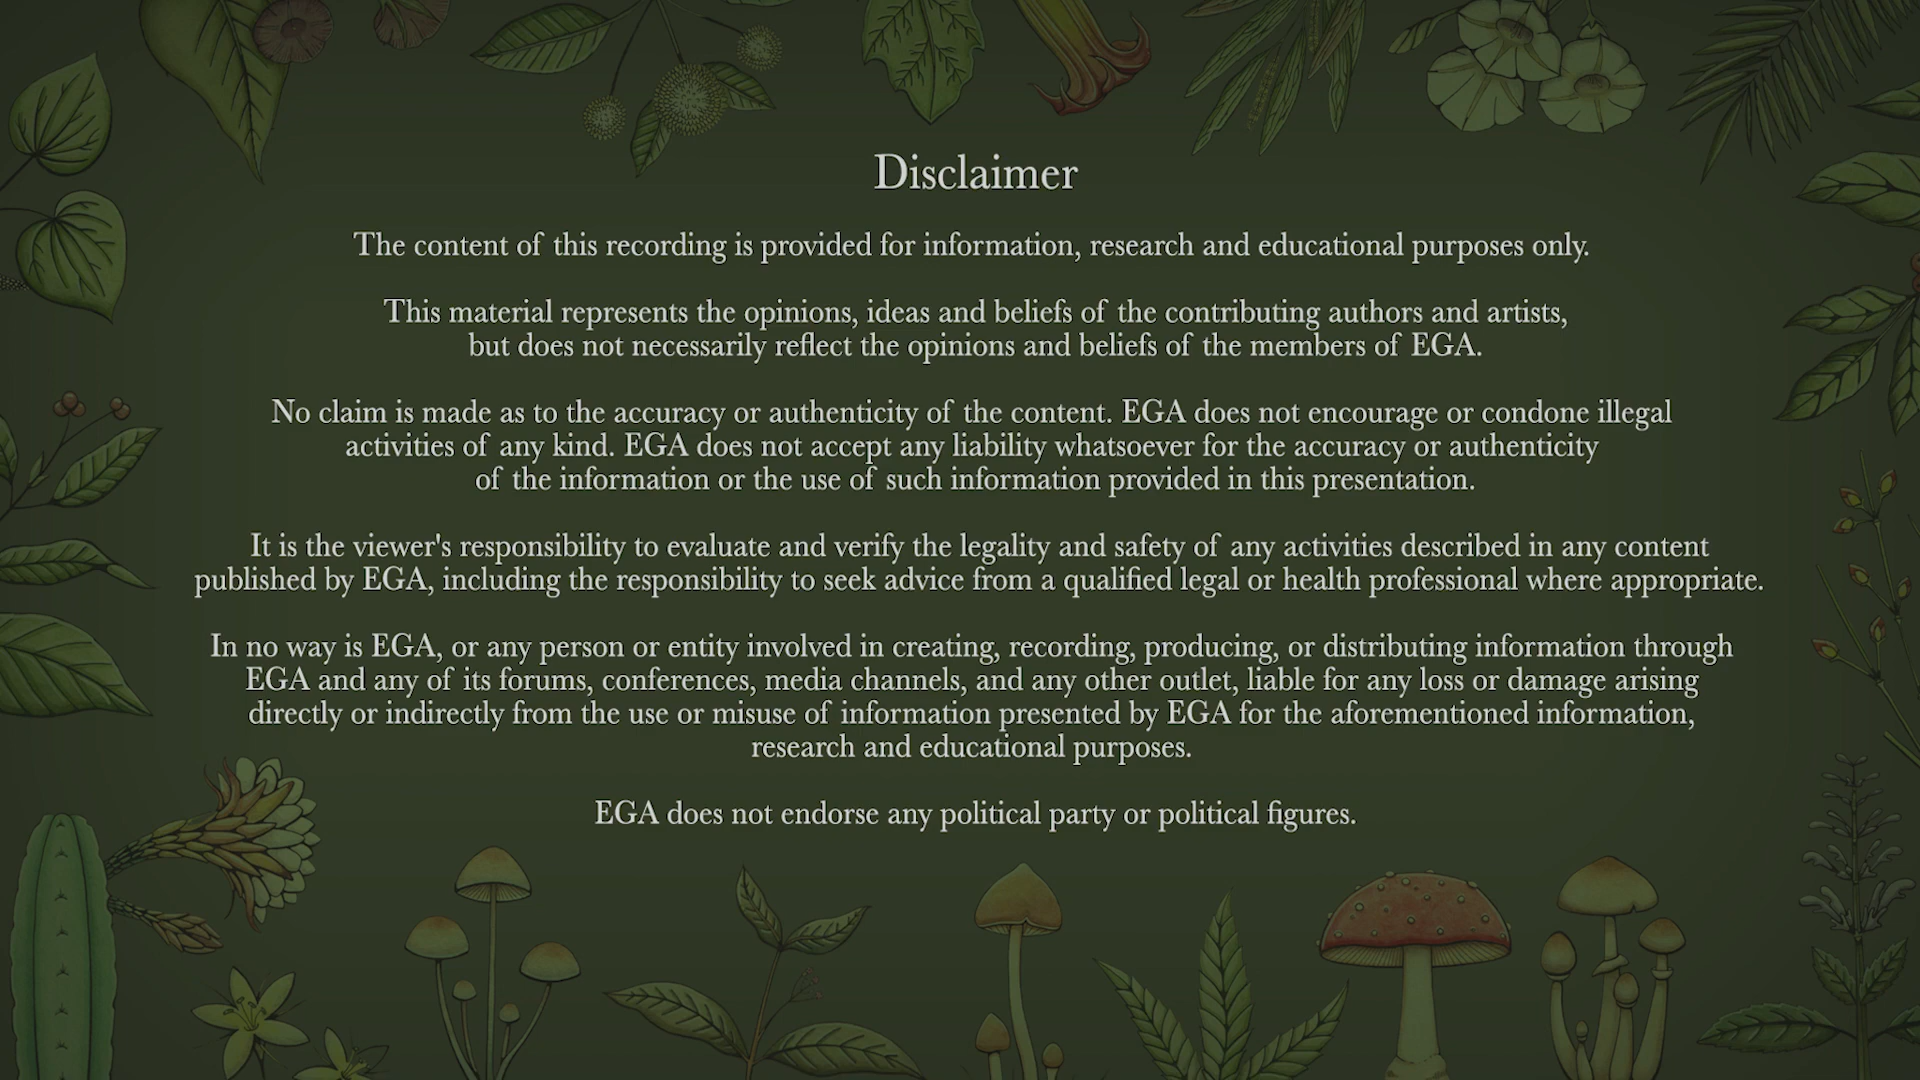 Disclaimer
The content of this recording is provided for information, research and educational purposes only.
This material represents the opinions, ideas and beliefs of the contributing authors and artists,
but does not necessarily reflect the opinions and beliefs of the members of EGA.
No claim is made as to the accuracy or authenticity of the content. EGA does not encourage or condone illegal
activities of any kind. EGA does not accept any liability whatsoever for the accuracy or authenticity
of the information or the use of such information provided in this presentation.
It is the viewer's responsibility to evaluate and verify the legality and safety of any activities described in any content
published by EGA, including the responsibility to seek advice from a qualified legal or health professional where appropriate.
In no way is EGA, or any person or entity involved in creating, recording, producing, or distributing information through
EGA and any of its forums, conferences, media channels, and any other outlet, liable for any loss or damage arising
directly or indirectly from the use or misuse of information presented by EGA for the aforementioned information,
research and educational purposes.
EGA does not endorse any political party or political figures.